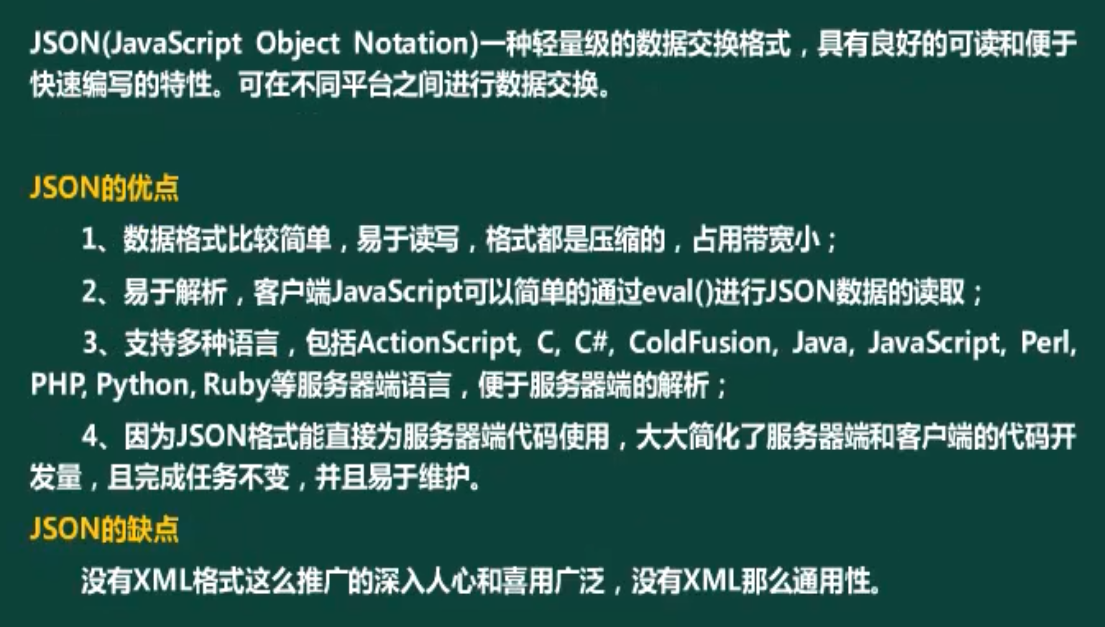 JSON(JavaScript Object Notation)一种轻量级的数据交换格式，具有良好的可读和便于
快速编写的特性。可在不同平台之间进行数据交换。
JSON的优点
1、数据格式比较简单，易于读写，格式都是压缩的，占用带宽小；
2、易于解析，客户端JavaScript可以简单的通过eval()进行JSON数据的读取；
3、支持多种语言，包括ActionScript, C, C#, ColdFusion, Java, JavaScript, Perl,
PHP, Python, Ruby等服务器端语言，便于服务器端的解析；
4、因为JSON格式能直接为服务器端代码使用，大大简化了服务器端和客户端的代码开
发量，且完成任务不变，并且易于维护。
JSON的缺点
没有XML格式这么推广的深入人心和喜用广泛，没有XML那么通用性。